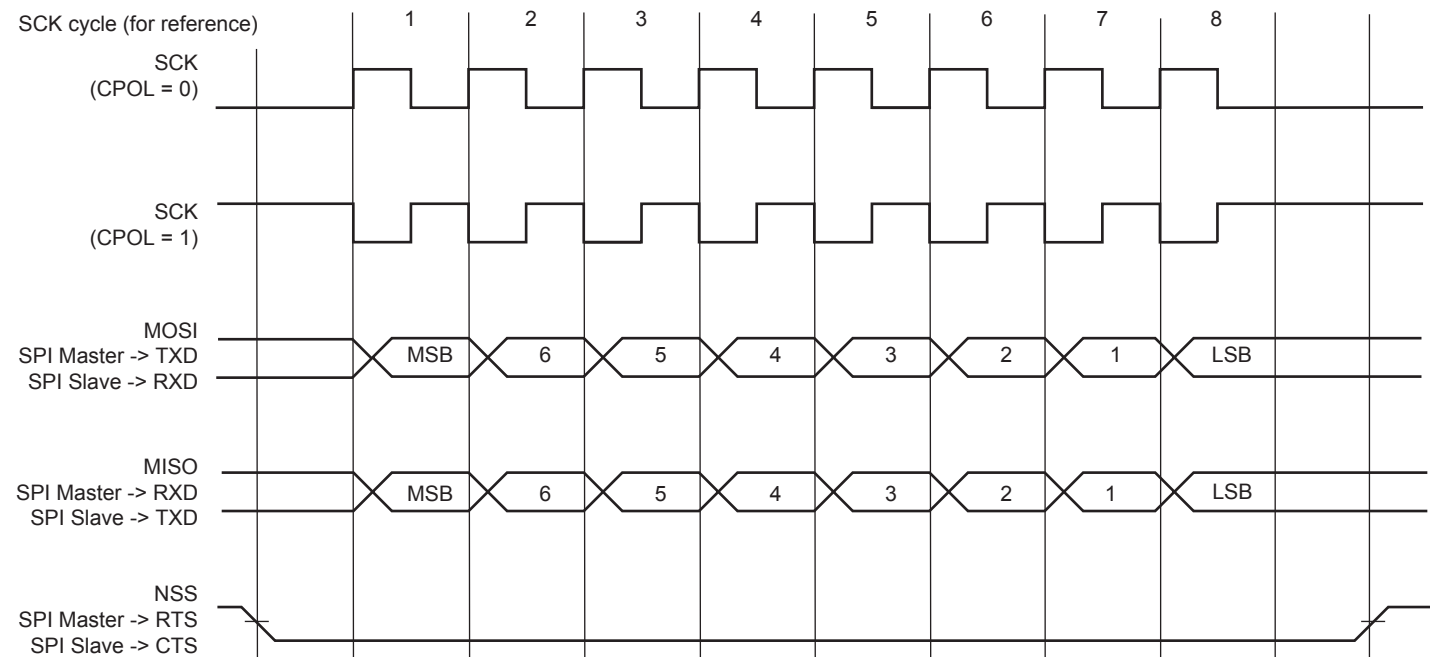 SCK cycle (for reference) 1 2 3 4 5 6 7 8
SCK
(CPOL = 0)
SCK
(CPOL = 1)
MOSI
SPI Master -> TXD
SPI Slave -> RXD
MSB 6 5 4 3 2 1 LSB
MISO
SPI Master -> RXD
SPI Slave -> TXD
MSB 6 5 4 3 2 1 LSB
NSS
SPI Master -> RTS
SPI Slave -> CTS